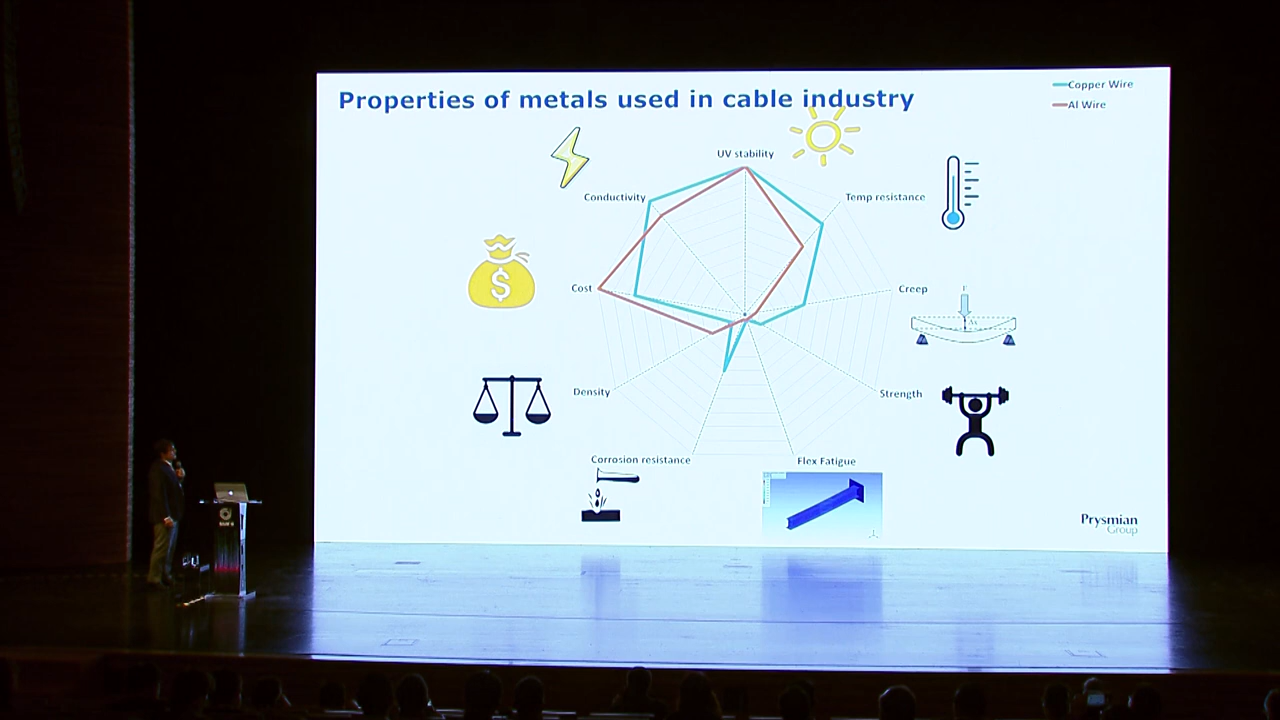 Properties of metals used in cable industry
Copper Wire
Al Wire
UV stability
Conductivity
Temp resistance
$
Cost
Creep
F
Density
Strength
Corrosion resistance
Flex Fatigue
Prysmian
Group